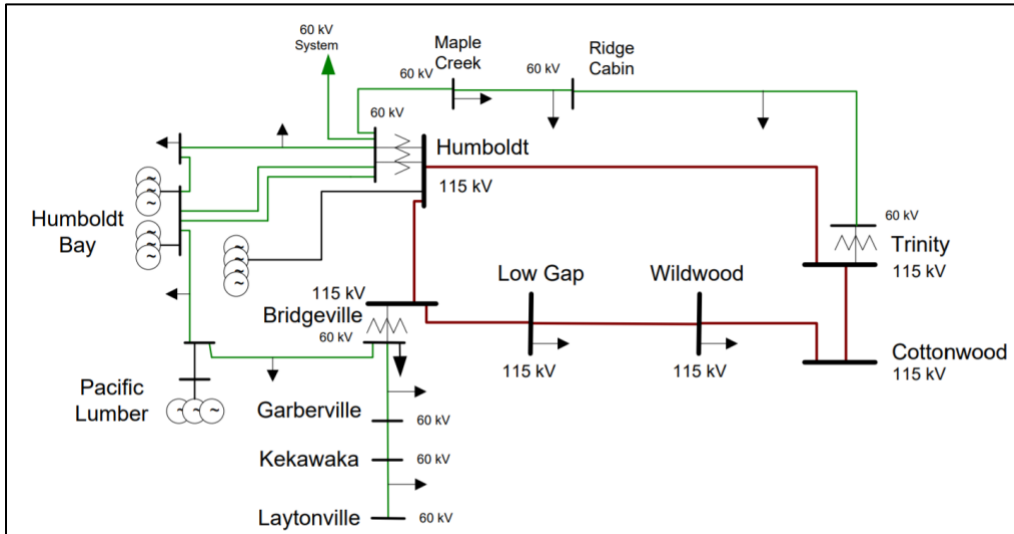 60 kV
System
Maple
Creek
60 kV
Ridge
Cabin
60 kV
60 kV
Humboldt
115 kV
Humboldt
Bay
~
~
~
~
~
~
~
~
~
~
60 kV
Trinity
115 kV
Low Gap
115 kV
Wildwood
115 kV
115 kV
Bridgeville
60 kV
Cottonwood
115 kV
Pacific
Lumber
~ ~ ~
Garberville
60 kV
Kekawaka
60 kV
Laytonville
60 kV